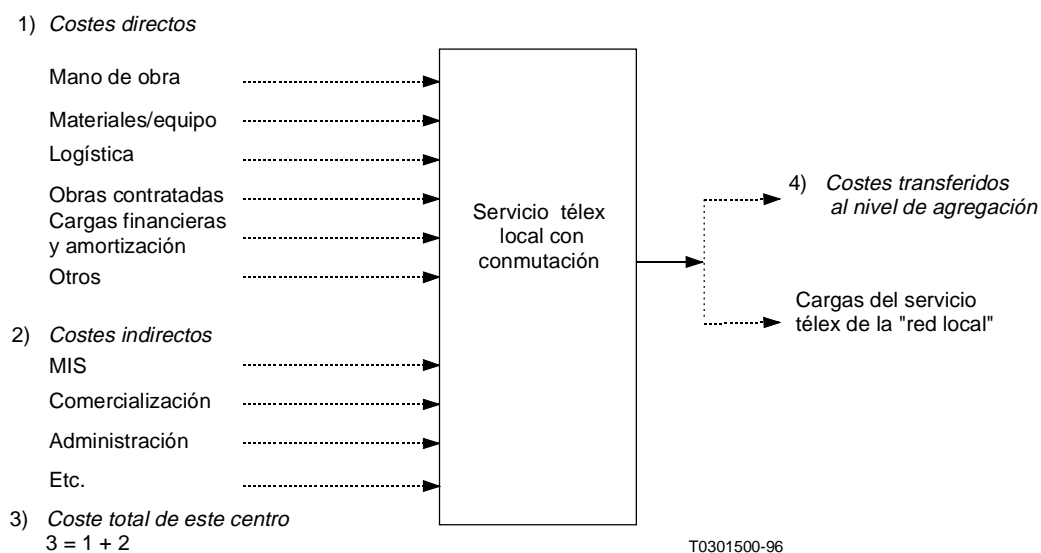 1) Costes directos
Mano de obra
Materiales/equipo
Logística
Obras contratadas
Cargas financieras
y amortización
Otros
2) Costes indirectos
MIS
Comercialización
Administración
Etc.
3) Coste total de este centro
3 = 1 + 2
Servicio télex
local con
conmutación
4) Costes transferidos
al nivel de agregación
Cargas del servicio
télex de la "red local"
T0301500-96